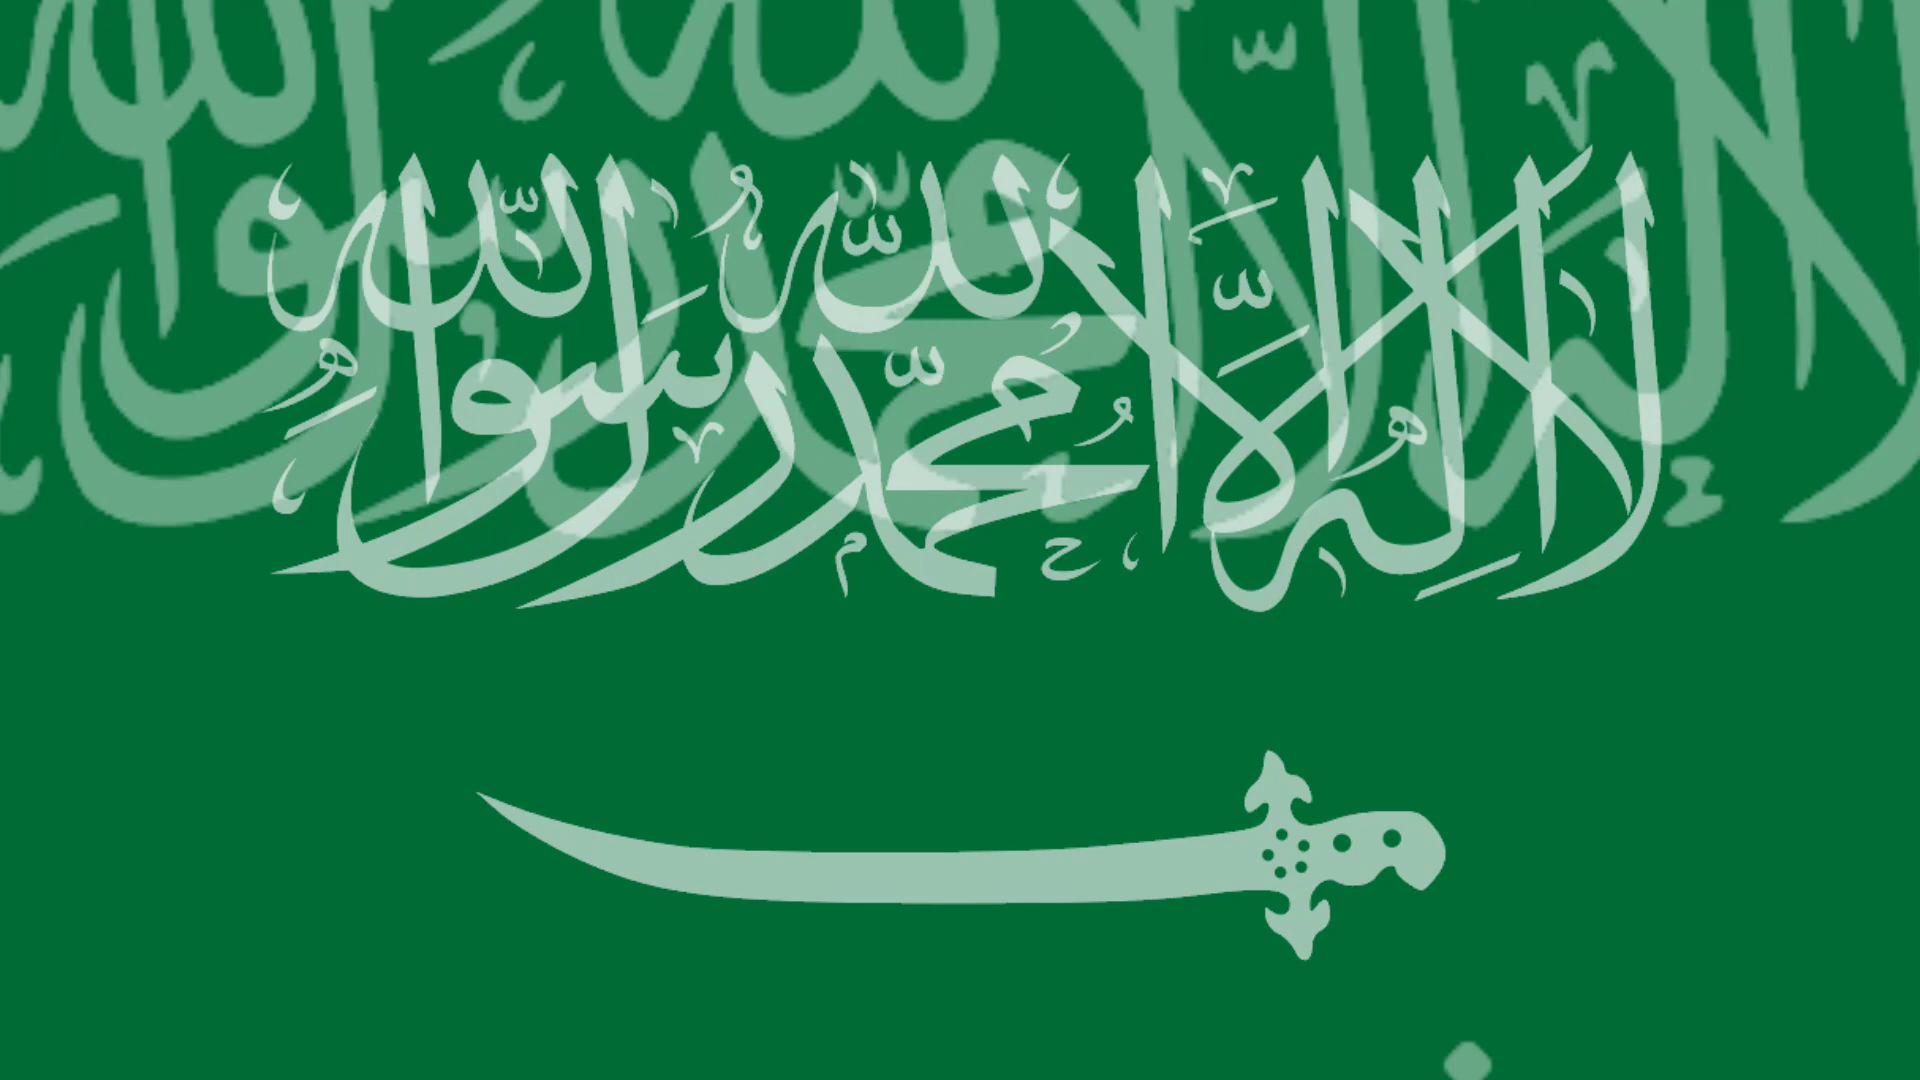 لا إله إلا الله محمد رسول الله